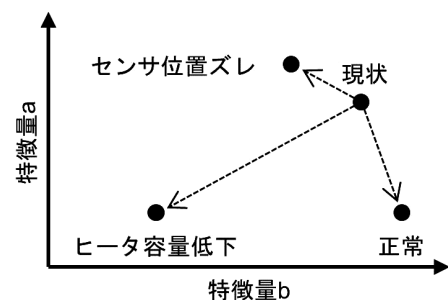 センサ位置ズレ
現状
特徴量a
ヒータ容量低下
正常
特徴量b